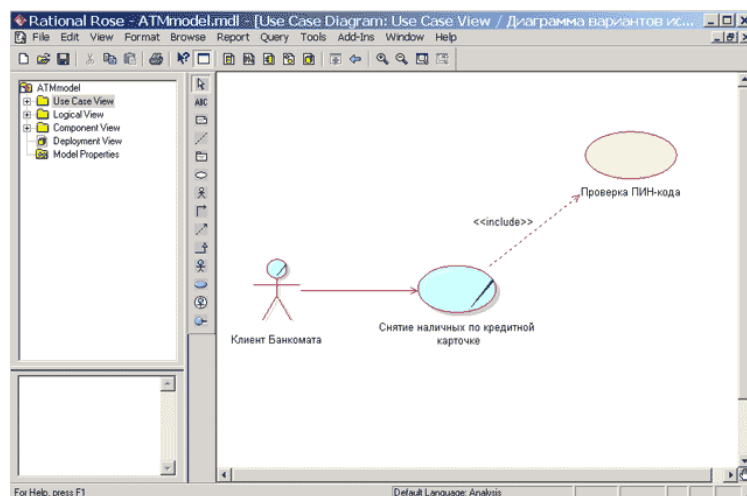 Rational Rose - ATMmodel.mdl - [Use Case Diagram: Use Case View / Диаграмма вариантов ис...
File Edit View Format Browse Report Query Tools Add-Ins Window Help
ATMmodel
Use Case View
Logical View
Component View
Deployment View
Model Properties
ABC
Проверка ПИН-кода
<<include>>
Клиент Банкомата
Снятие наличных по кредитной
карточке
For Help, press F1
Default Language: Analysis